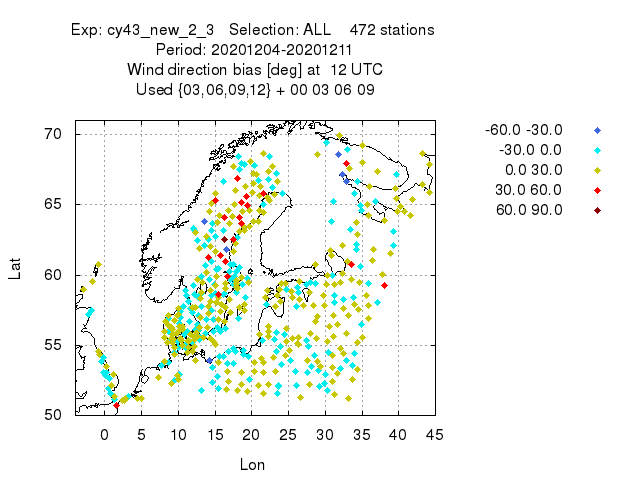 Exp: cy43_new_2_3 Selection: ALL 472 stations
Period: 20201204-20201211
Wind direction bias [deg] at 12 UTC
Used {03,06,09,12} + 00 03 06 09
-60.0 -30.0
-30.0 0.0
0.0 30.0
30.0 60.0
60.0 90.0
70
65
60
55
50
Lat
0 5 10 15 20 25 30 35 40 45
Lon